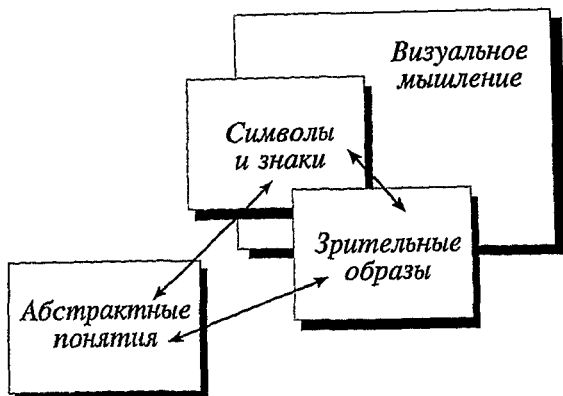 Визуальное
мышление
Символы
и знаки
Зрительные
образы
Абстрактные
понятия